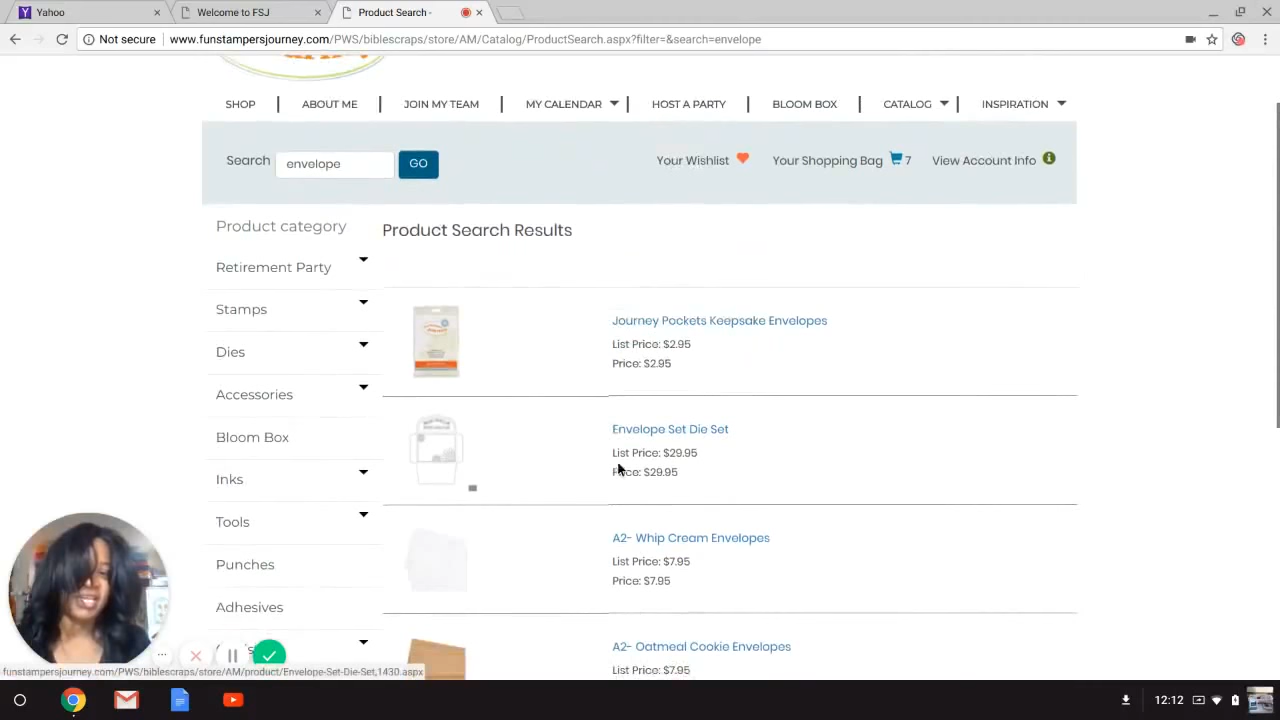 Yahoo
Welcome to FSJ
Product Search -
Not secure
www.funstampersjourney.com/PWS/biblescraps/store/AM/Catalog/ProductSearch.aspx?filter=&search=envelope
SHOP
ABOUT ME
JOIN MY TEAM
MY CALENDAR
HOST A PARTY
BLOOM BOX
CATALOG
INSPIRATION
Search
envelope
GO
Your Wishlist
Your Shopping Bag 7
View Account Info
Product category
Retirement Party
Stamps
Dies
Accessories
Bloom Box
Inks
Tools
Punches
Adhesives
Product Search Results
Journey Pockets Keepsake Envelopes
List Price: $2.95
Price: $2.95
Envelope Set Die Set
List Price: $29.95
Price: $29.95
A2- Whip Cream Envelopes
List Price: $7.95
Price: $7.95
A2- Oatmeal Cookie Envelopes
List Price: $7.95
funstampersjourney.com/PWS/biblescraps/store/AM/product/Envelope-Set-Die-Set,1430.aspx
12:12